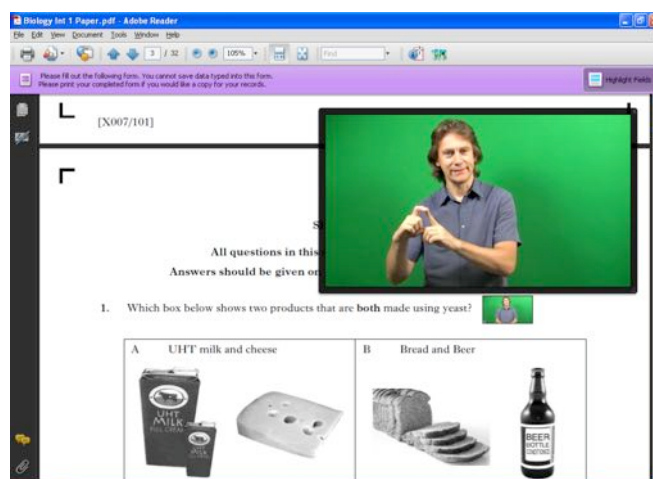 Biology Int 1 Paper.pdf - Adobe Reader
File Edit View Document Tools Window Help
3 / 32 105% Find
Please fill out the following form. You cannot save data typed into this form.
Please print your completed form if you would like a copy for your records.
Highlight Fields
[X007/101]
S
All questions in this
Answers should be given on
1. Which box below shows two products that are both made using yeast?
A UHT milk and cheese B Bread and Beer
UHT
MILK
FULL CREAM
BEER
BOTTLE
CONDITIONED